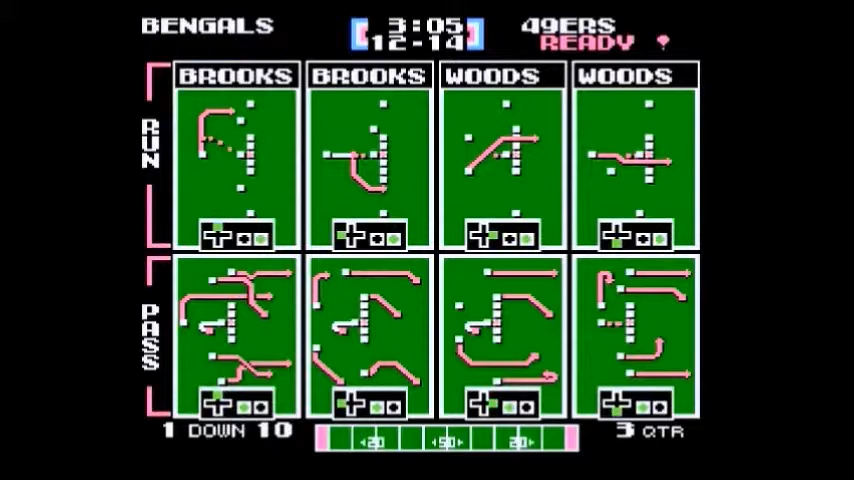 BENGALS 3:05 49ERS
12-14 READY
BROOKS BROOKS WOODS WOODS
RUN
PASS
1 DOWN 10 3 QTR
<20 <50> 20>